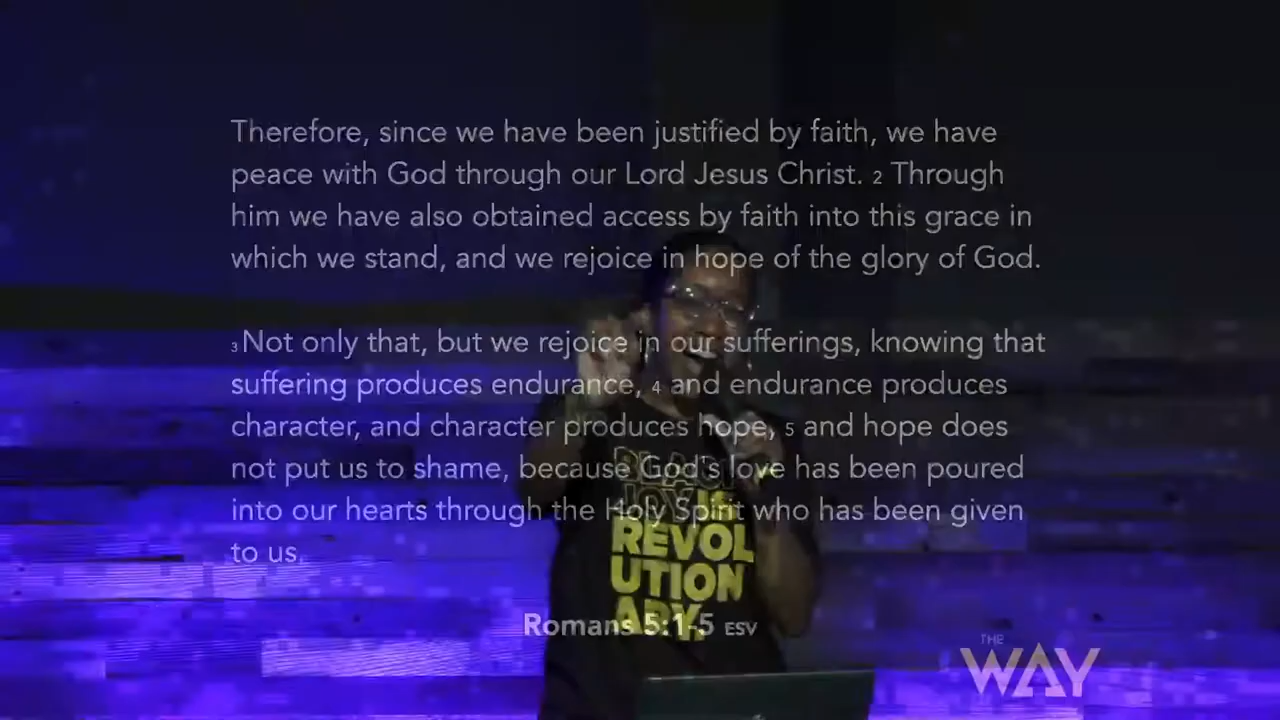 Therefore, since we have been justified by faith, we have
peace with God through our Lord Jesus Christ. 2 Through
him we have also obtained access by faith into this grace in
which we stand, and we rejoice in hope of the glory of God.
3 Not only that, but we rejoice in our sufferings, knowing that
suffering produces endurance, 4 and endurance produces
character, and character produces hope, 5 and hope does
not put us to shame, because God's love has been poured
into our hearts through the Holy Spirit who has been given
to us.
Romans 5:1-5 ESV
BLACK
JOY IS
REVOL
UTION
ARY.
THE
WAY